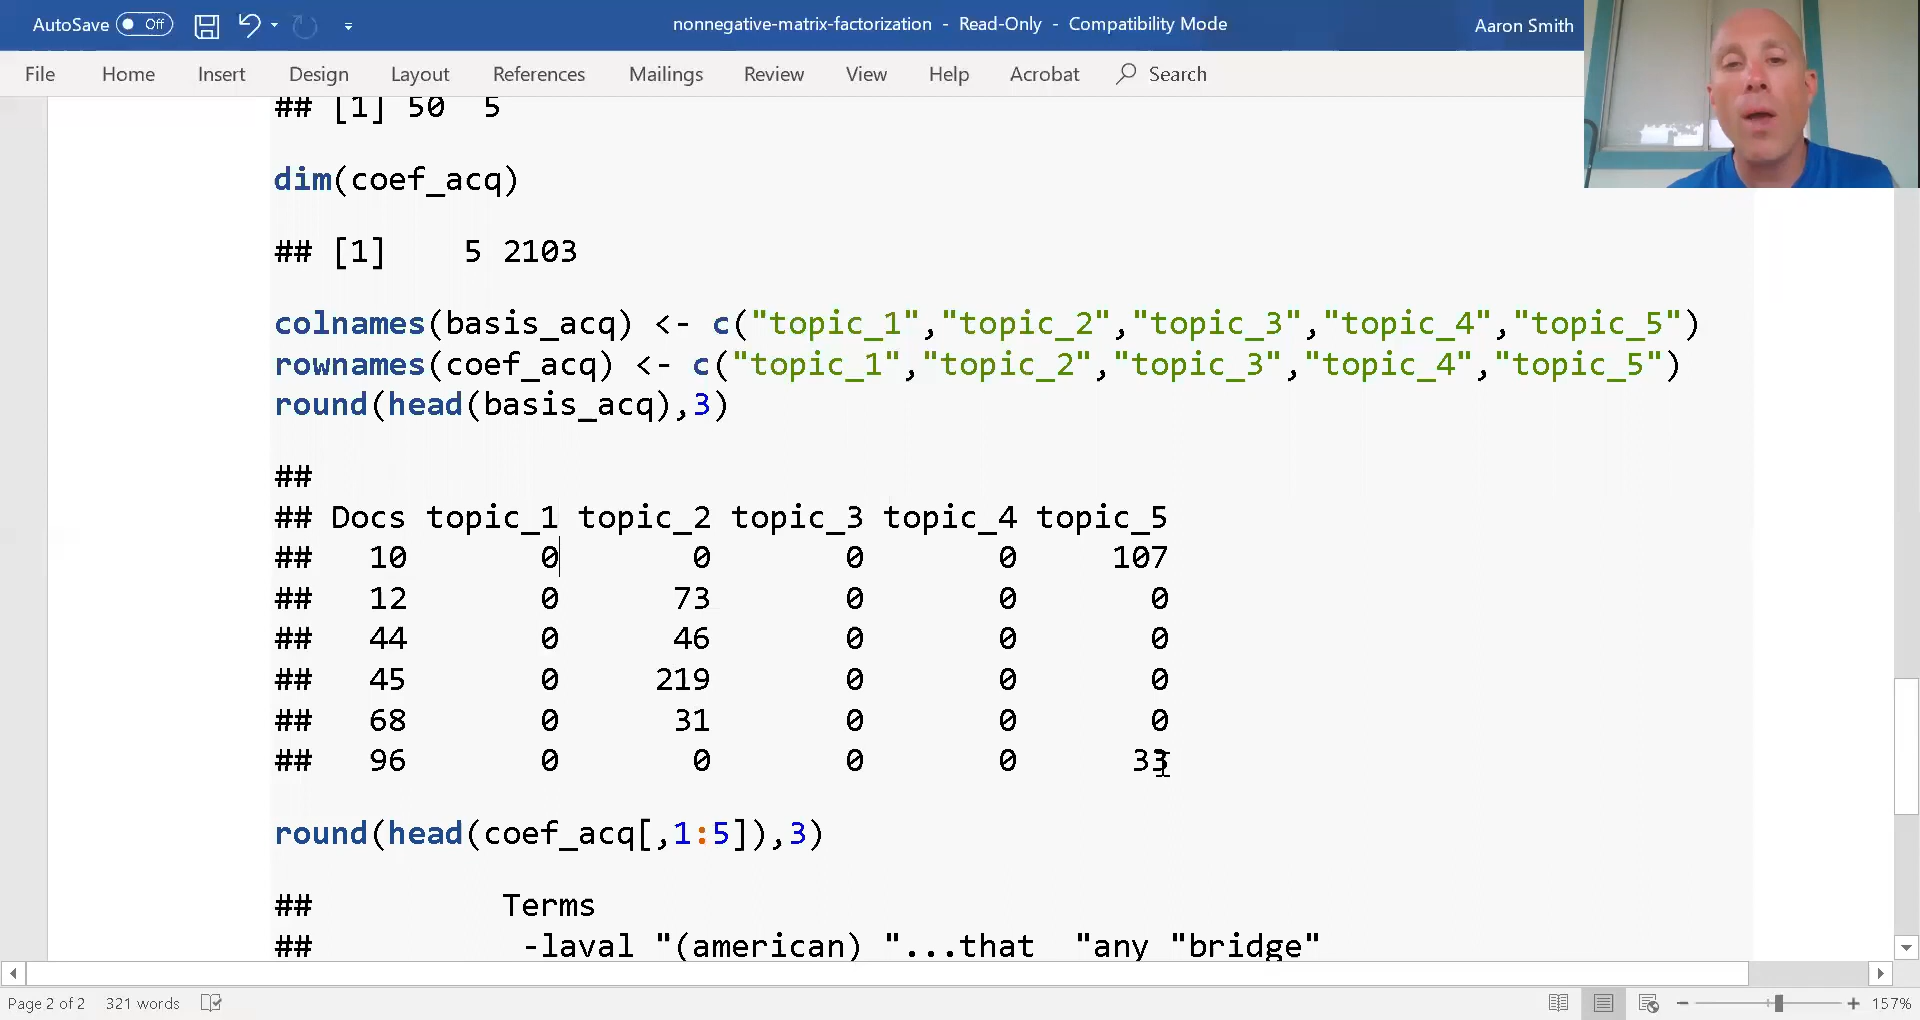 AutoSave Off nonnegative-matrix-factorization - Read-Only - Compatibility Mode Aaron Smith
File Home Insert Design Layout References Mailings Review View Help Acrobat Search
## [1] 50 5
dim(coef_acq)
## [1] 5 2103
colnames(basis_acq) <- c("topic_1","topic_2","topic_3","topic_4","topic_5")
rownames(coef_acq) <- c("topic_1","topic_2","topic_3","topic_4","topic_5")
round(head(basis_acq),3)
##
## Docs topic_1 topic_2 topic_3 topic_4 topic_5
## 10 0 0 0 0 107
## 12 0 73 0 0 0
## 44 0 46 0 0 0
## 45 0 219 0 0 0
## 68 0 31 0 0 0
## 96 0 0 0 0 33
round(head(coef_acq[,1:5]),3)
## Terms
## -laval "(american) "...that "any "bridge"
Page 2 of 2 321 words 157%